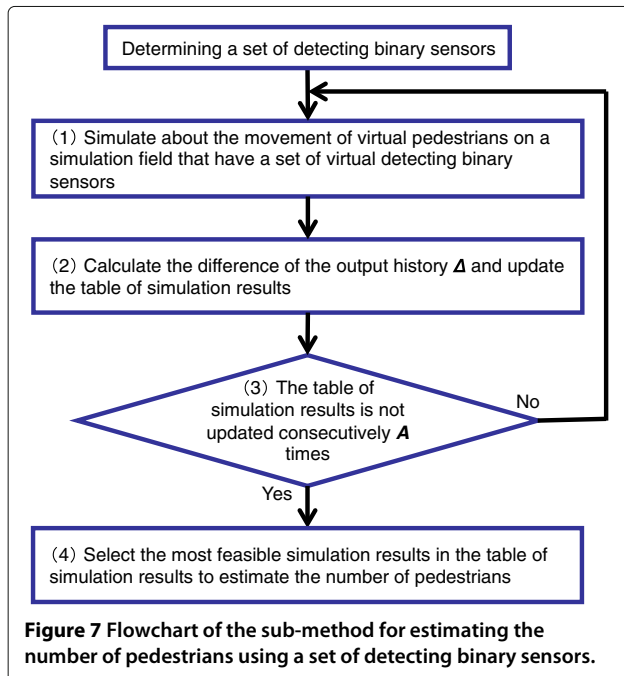 Determining a set of detecting binary sensors
（1）Simulate about the movement of virtual pedestrians on a
simulation field that have a set of virtual detecting binary
sensors
（2）Calculate the difference of the output history Δ and update
the table of simulation results
（3）The table of
simulation results is not
updated consecutively A
times
No
Yes
（4）Select the most feasible simulation results in the table of
simulation results to estimate the number of pedestrians
Figure 7 Flowchart of the sub-method for estimating the
number of pedestrians using a set of detecting binary sensors.